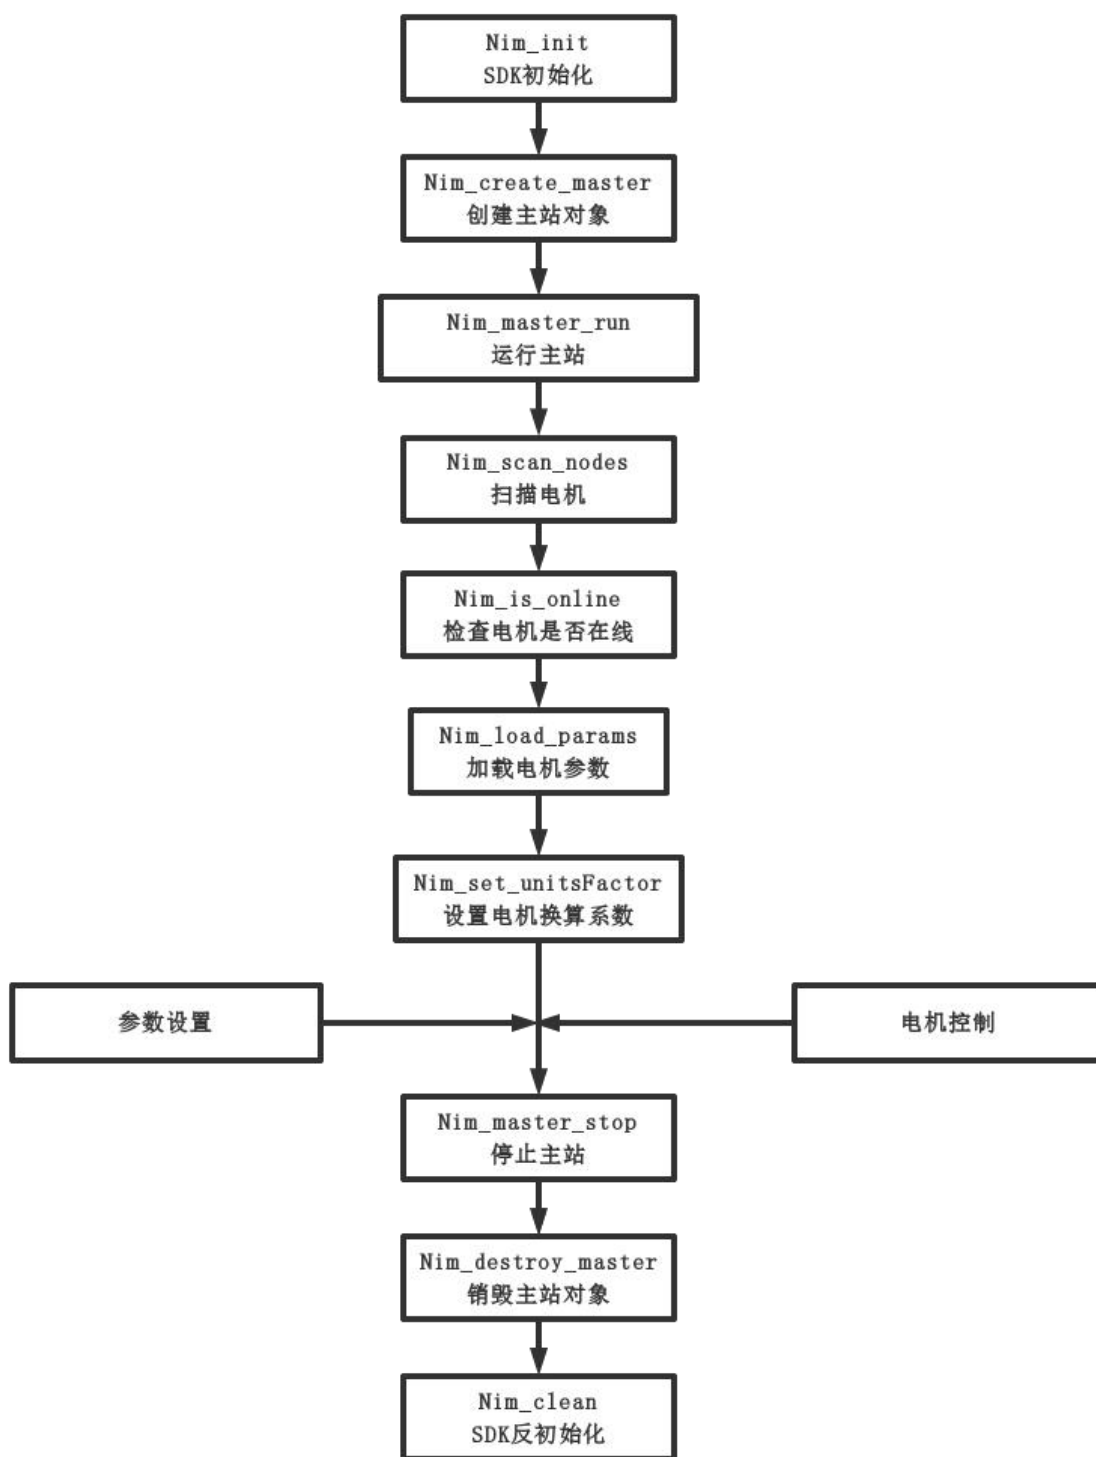 Nim_init
SDK初始化
Nim_create_master
创建主站对象
Nim_master_run
运行主站
Nim_scan_nodes
扫描电机
Nim_is_online
检查电机是否在线
Nim_load_params
加载电机参数
Nim_set_unitsFactor
设置电机换算系数
参数设置
电机控制
Nim_master_stop
停止主站
Nim_destroy_master
销毁主站对象
Nim_clean
SDK反初始化